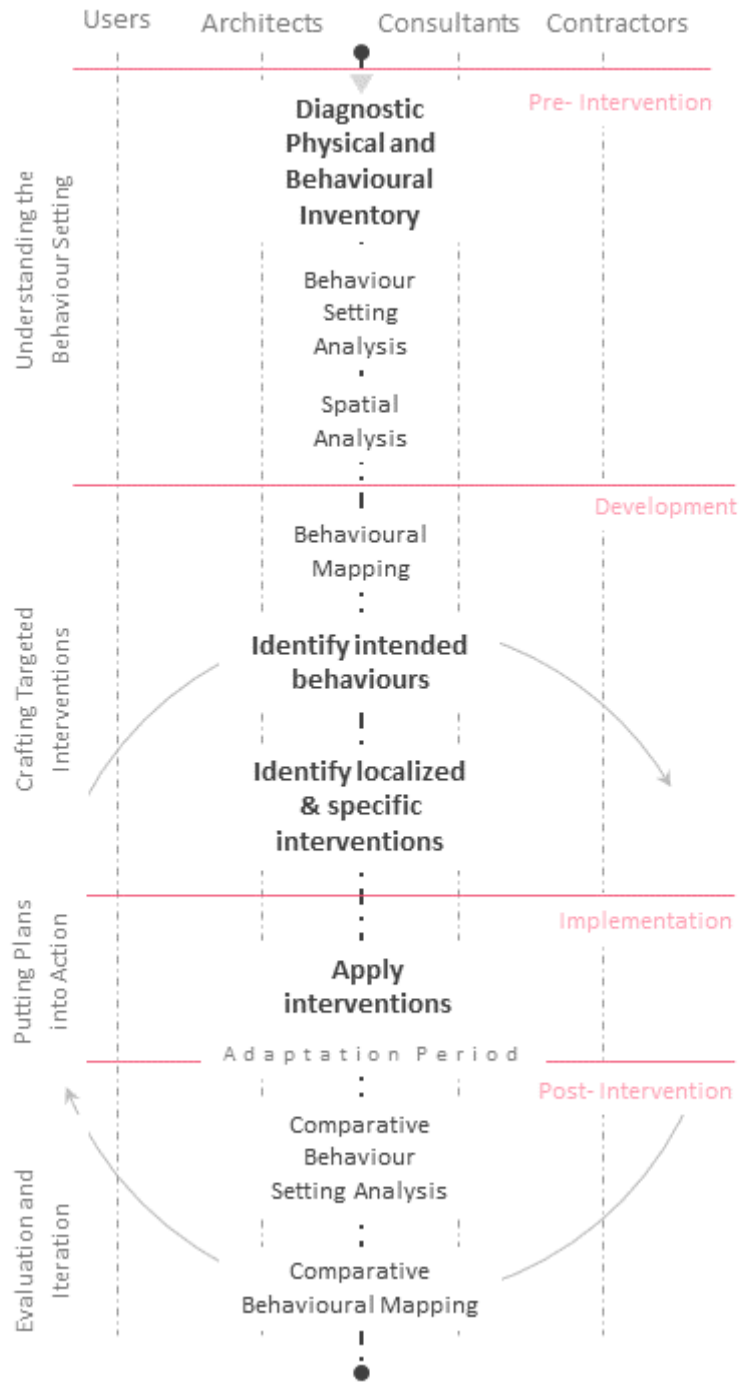 Users Architects Consultants Contractors
Pre- Intervention
Understanding the
Behaviour Setting
Diagnostic
Physical and
Behavioural
Inventory
Behaviour
Setting
Analysis
Spatial
Analysis
Development
Crafting Targeted
Interventions
Behavioural
Mapping
Identify intended
behaviours
Identify localized
& specific
interventions
Implementation
Putting Plans
into Action
Apply
interventions
Adaptation Period
Post- Intervention
Evaluation and
Iteration
Comparative
Behaviour
Setting Analysis
Comparative
Behavioural Mapping